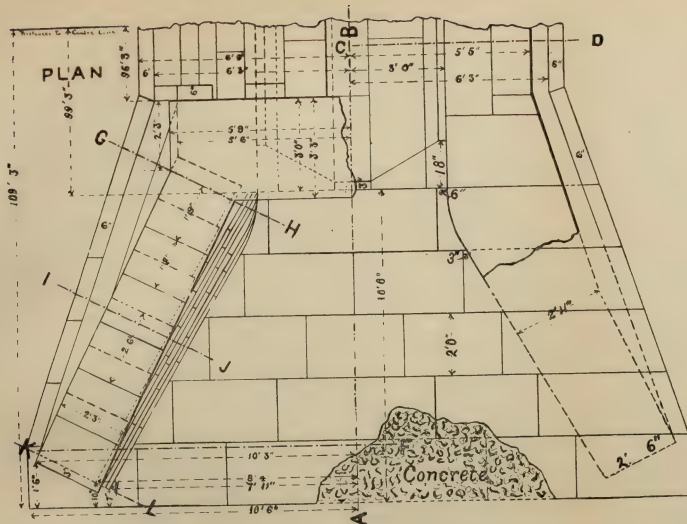 Distances to Centre Line
B
C
D
PLAN
96' 3"
6'
6' 9"
6' 3"
5' 5"
6"
3' 0"
6' 3"
6"
99' 3"
2' 3"
5' 9"
3' 0"
3' 3"
G
18"
6"
109' 3"
H
6"
3"
I
10' 6"
2' 11"
J
2' 6"
2' 0"
2' 3"
K
10' 3"
2'
6"
Concrete
7' 11"
1' 6"
L
10' 6"
A